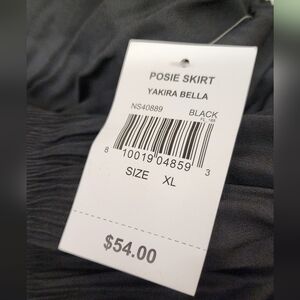 POSIE SKIRT
YAKIRA BELLA
NS40889 BLACK
8 10019 04859 3
SIZE XL
$54.00